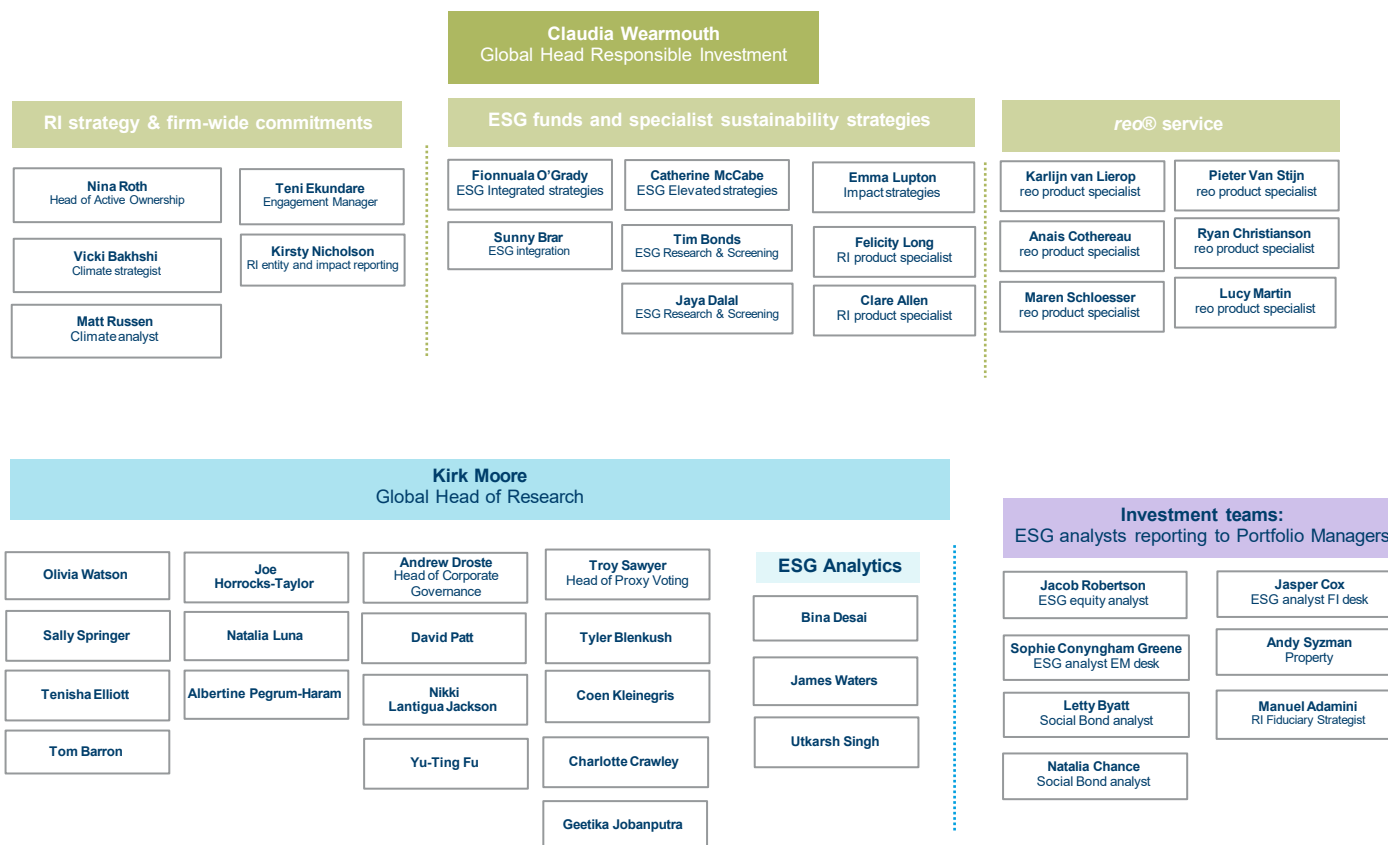 Claudia Wearmouth
Global Head Responsible Investment
RI strategy & firm-wide commitments
Nina Roth
Head of Active Ownership
Teni Ekundare
Engagement Manager
Vicki Bakhshi
Climate strategist
Kirsty Nicholson
RI entity and impact reporting
Matt Russen
Climate analyst
ESG funds and specialist sustainability strategies
Fionnuala O’Grady
ESG Integrated strategies
Catherine McCabe
ESG Elevated strategies
Emma Lupton
Impact strategies
Sunny Brar
ESG integration
Tim Bonds
ESG Research & Screening
Felicity Long
RI product specialist
Jaya Dalal
ESG Research & Screening
Clare Allen
RI product specialist
reo® service
Karlijn van Lierop
reo product specialist
Pieter Van Stijn
reo product specialist
Anais Cothereau
reo product specialist
Ryan Christianson
reo product specialist
Maren Schloesser
reo product specialist
Lucy Martin
reo product specialist
Kirk Moore
Global Head of Research
Olivia Watson
Sally Springer
Tenisha Elliott
Tom Barron
Joe
Horrocks-Taylor
Natalia Luna
Albertine Pegrum-Haram
Andrew Droste
Head of Corporate
Governance
David Patt
Nikki
Lantigua Jackson
Yu-Ting Fu
Troy Sawyer
Head of Proxy Voting
Tyler Blenkush
Coen Kleinegris
Charlotte Crawley
Geetika Jobanputra
ESG Analytics
Bina Desai
James Waters
Utkarsh Singh
Investment teams:
ESG analysts reporting to Portfolio Managers
Jacob Robertson
ESG equity analyst
Jasper Cox
ESG analyst FI desk
Sophie Conyngham Greene
ESG analyst EM desk
Andy Syzman
Property
Letty Byatt
Social Bond analyst
Manuel Adamini
RI Fiduciary Strategist
Natalia Chance
Social Bond analyst